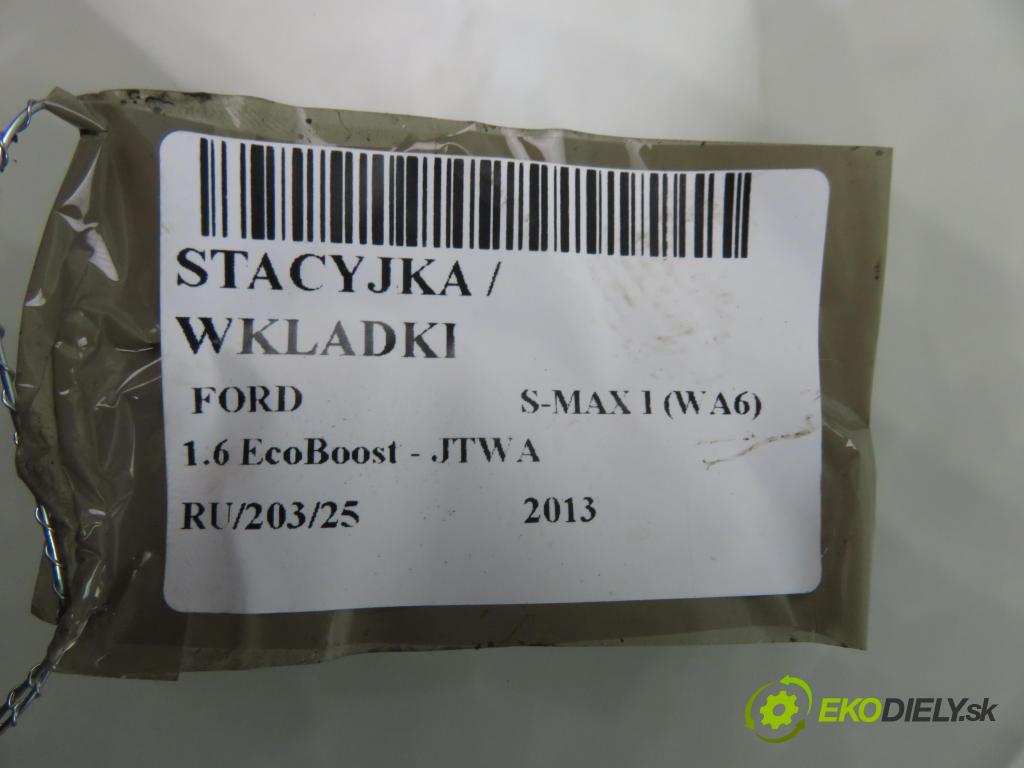 STACYJKA /
WKLADKI
FORD S-MAX I (WA6)
1.6 EcoBoost - JTWA
RU/203/25 2013
EKODIELY.sk